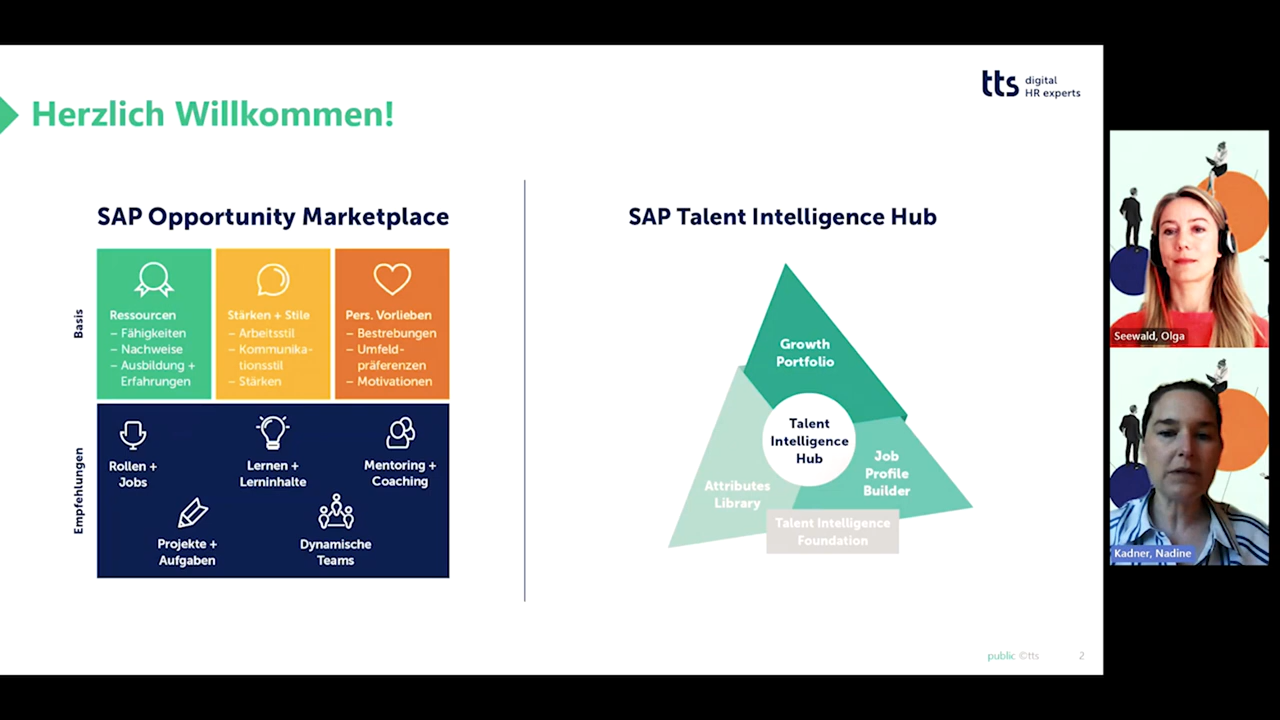 tts digital
HR experts
Herzlich Willkommen!
SAP Opportunity Marketplace
Basis
Ressourcen
– Fähigkeiten
– Nachweise
– Ausbildung +
Erfahrungen
Stärken + Stile
– Arbeitsstil
– Kommunika-
tionsstil
– Stärken
Pers. Vorlieben
– Bestrebungen
– Umfeld-
präferenzen
– Motivationen
Empfehlungen
Rollen +
Jobs
Lernen +
Lerninhalte
Mentoring +
Coaching
Projekte +
Aufgaben
Dynamische
Teams
SAP Talent Intelligence Hub
Growth
Portfolio
Talent
Intelligence
Hub
Job
Profile
Builder
Attributes
Library
Talent Intelligence
Foundation
Seewald, Olga
Kadner, Nadine
public ©tts 2